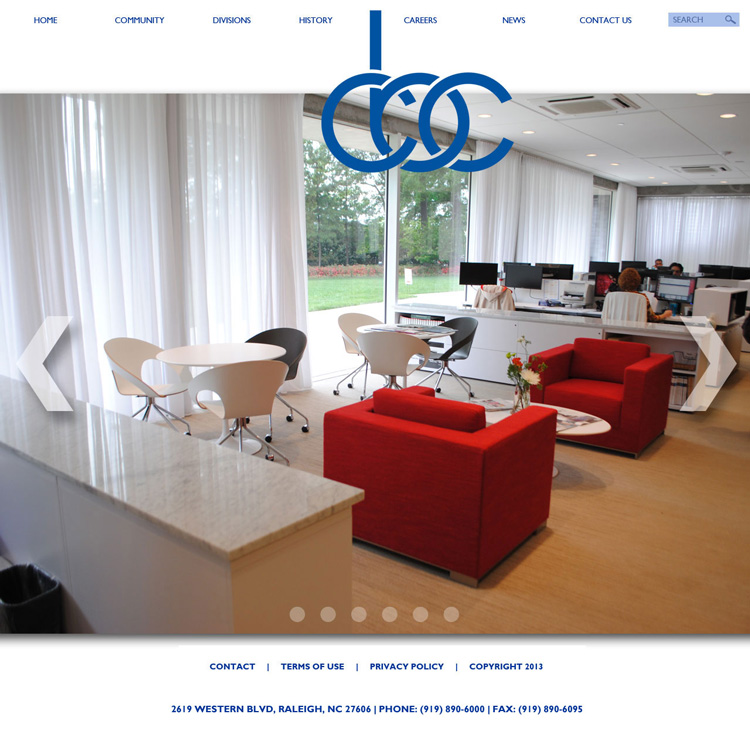 HOME COMMUNITY DIVISIONS HISTORY CAREERS NEWS CONTACT US SEARCH
CONTACT | TERMS OF USE | PRIVACY POLICY | COPYRIGHT 2013
2619 WESTERN BLVD, RALEIGH, NC 27606 | PHONE: (919) 890-6000 | FAX: (919) 890-6095